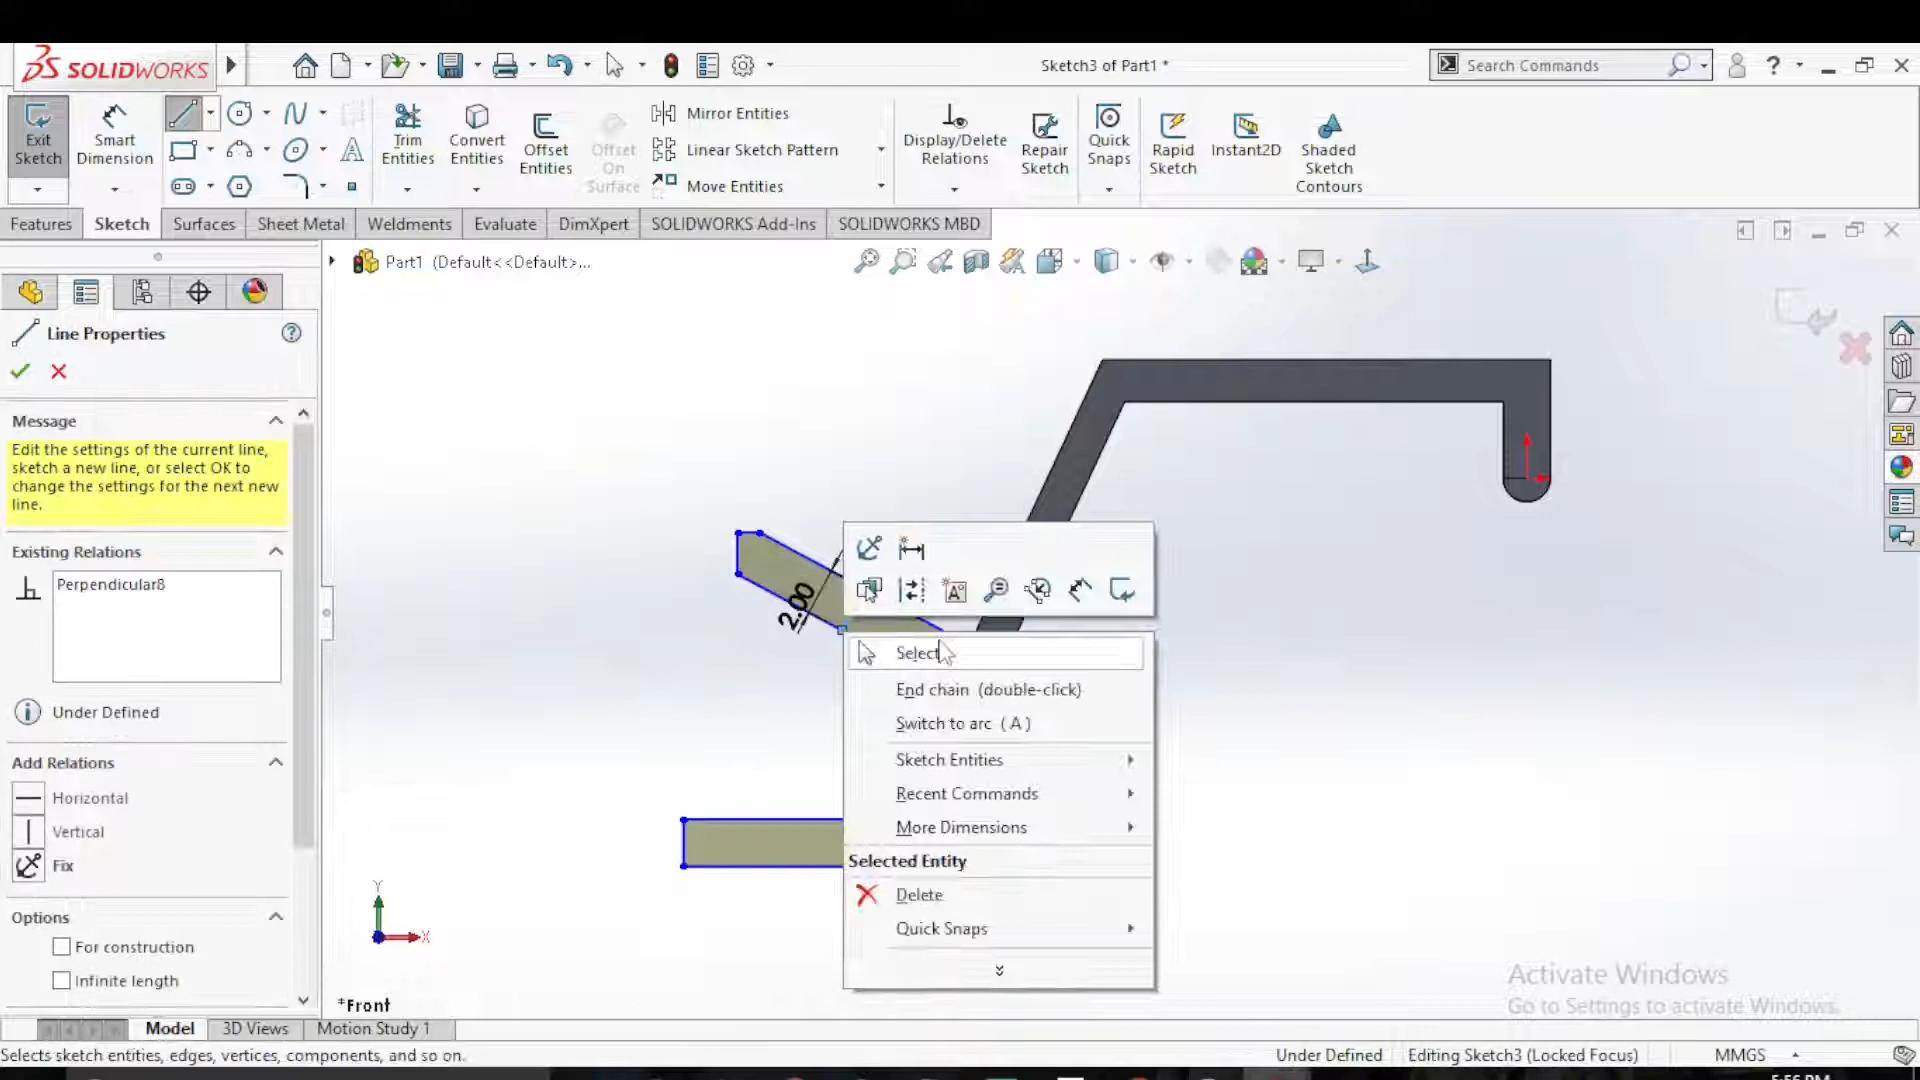 SOLIDWORKS
Sketch3 of Part1 *
Search Commands
Exit
Sketch
Smart
Dimension
Trim
Entities
Convert
Entities
Offset
Entities
Offset
On
Surface
Mirror Entities
Linear Sketch Pattern
Move Entities
Display/Delete
Relations
Repair
Sketch
Quick
Snaps
Rapid
Sketch
Instant2D
Shaded
Sketch
Contours
Features
Sketch
Surfaces
Sheet Metal
Weldments
Evaluate
DimXpert
SOLIDWORKS Add-Ins
SOLIDWORKS MBD
Part1 (Default<<Default>...
Line Properties
Message
Edit the settings of the current line,
sketch a new line, or select OK to
change the settings for the next new
line.
Existing Relations
Perpendicular8
Under Defined
Add Relations
Horizontal
Vertical
Fix
Options
For construction
Infinite length
2.00
Select
End chain (double-click)
Switch to arc (A)
Sketch Entities
Recent Commands
More Dimensions
Selected Entity
Delete
Quick Snaps
Y
X
*Front
Activate Windows
Go to Settings to activate Windows.
Model
3D Views
Motion Study 1
Selects sketch entities, edges, vertices, components, and so on.
Under Defined
Editing Sketch3 (Locked Focus)
MMGS